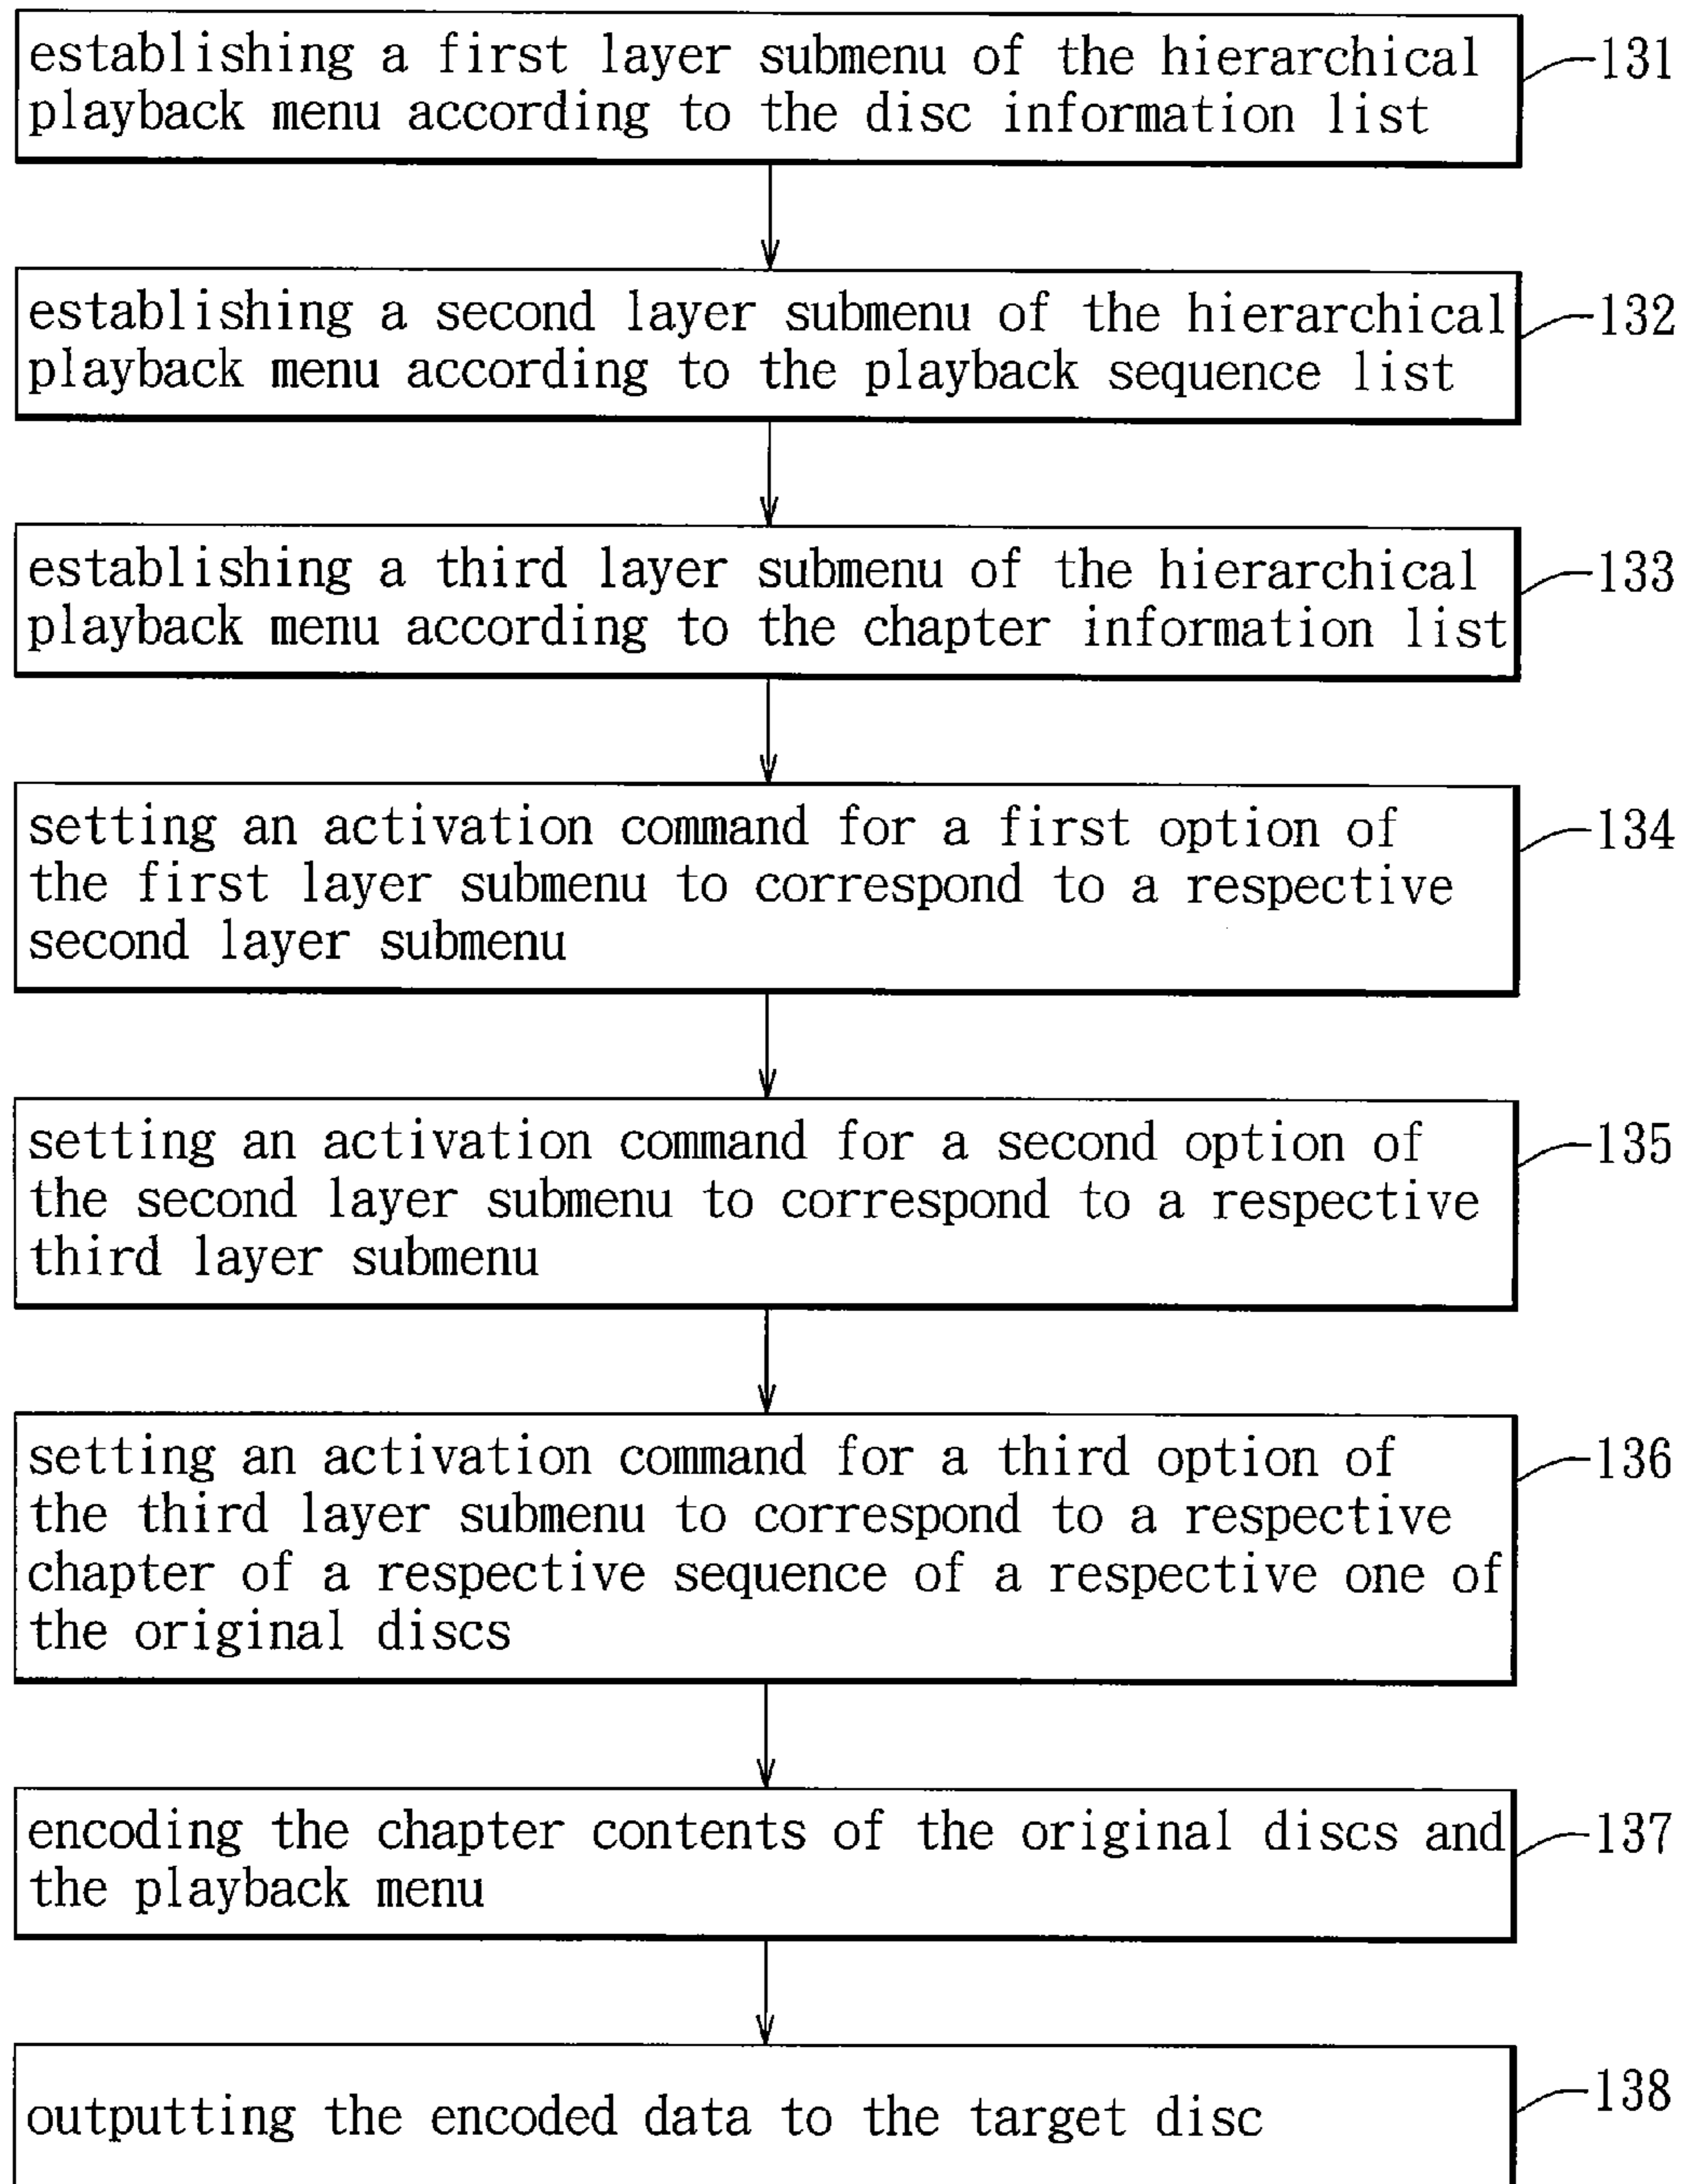 establishing a first layer submenu of the hierarchical
playback menu according to the disc information list
131
establishing a second layer submenu of the hierarchical
playback menu according to the playback sequence list
132
establishing a third layer submenu of the hierarchical
playback menu according to the chapter information list
133
setting an activation command for a first option of
the first layer submenu to correspond to a respective
second layer submenu
134
setting an activation command for a second option of
the second layer submenu to correspond to a respective
third layer submenu
135
setting an activation command for a third option of
the third layer submenu to correspond to a respective
chapter of a respective sequence of a respective one of
the original discs
136
encoding the chapter contents of the original discs and
the playback menu
137
outputting the encoded data to the target disc
138